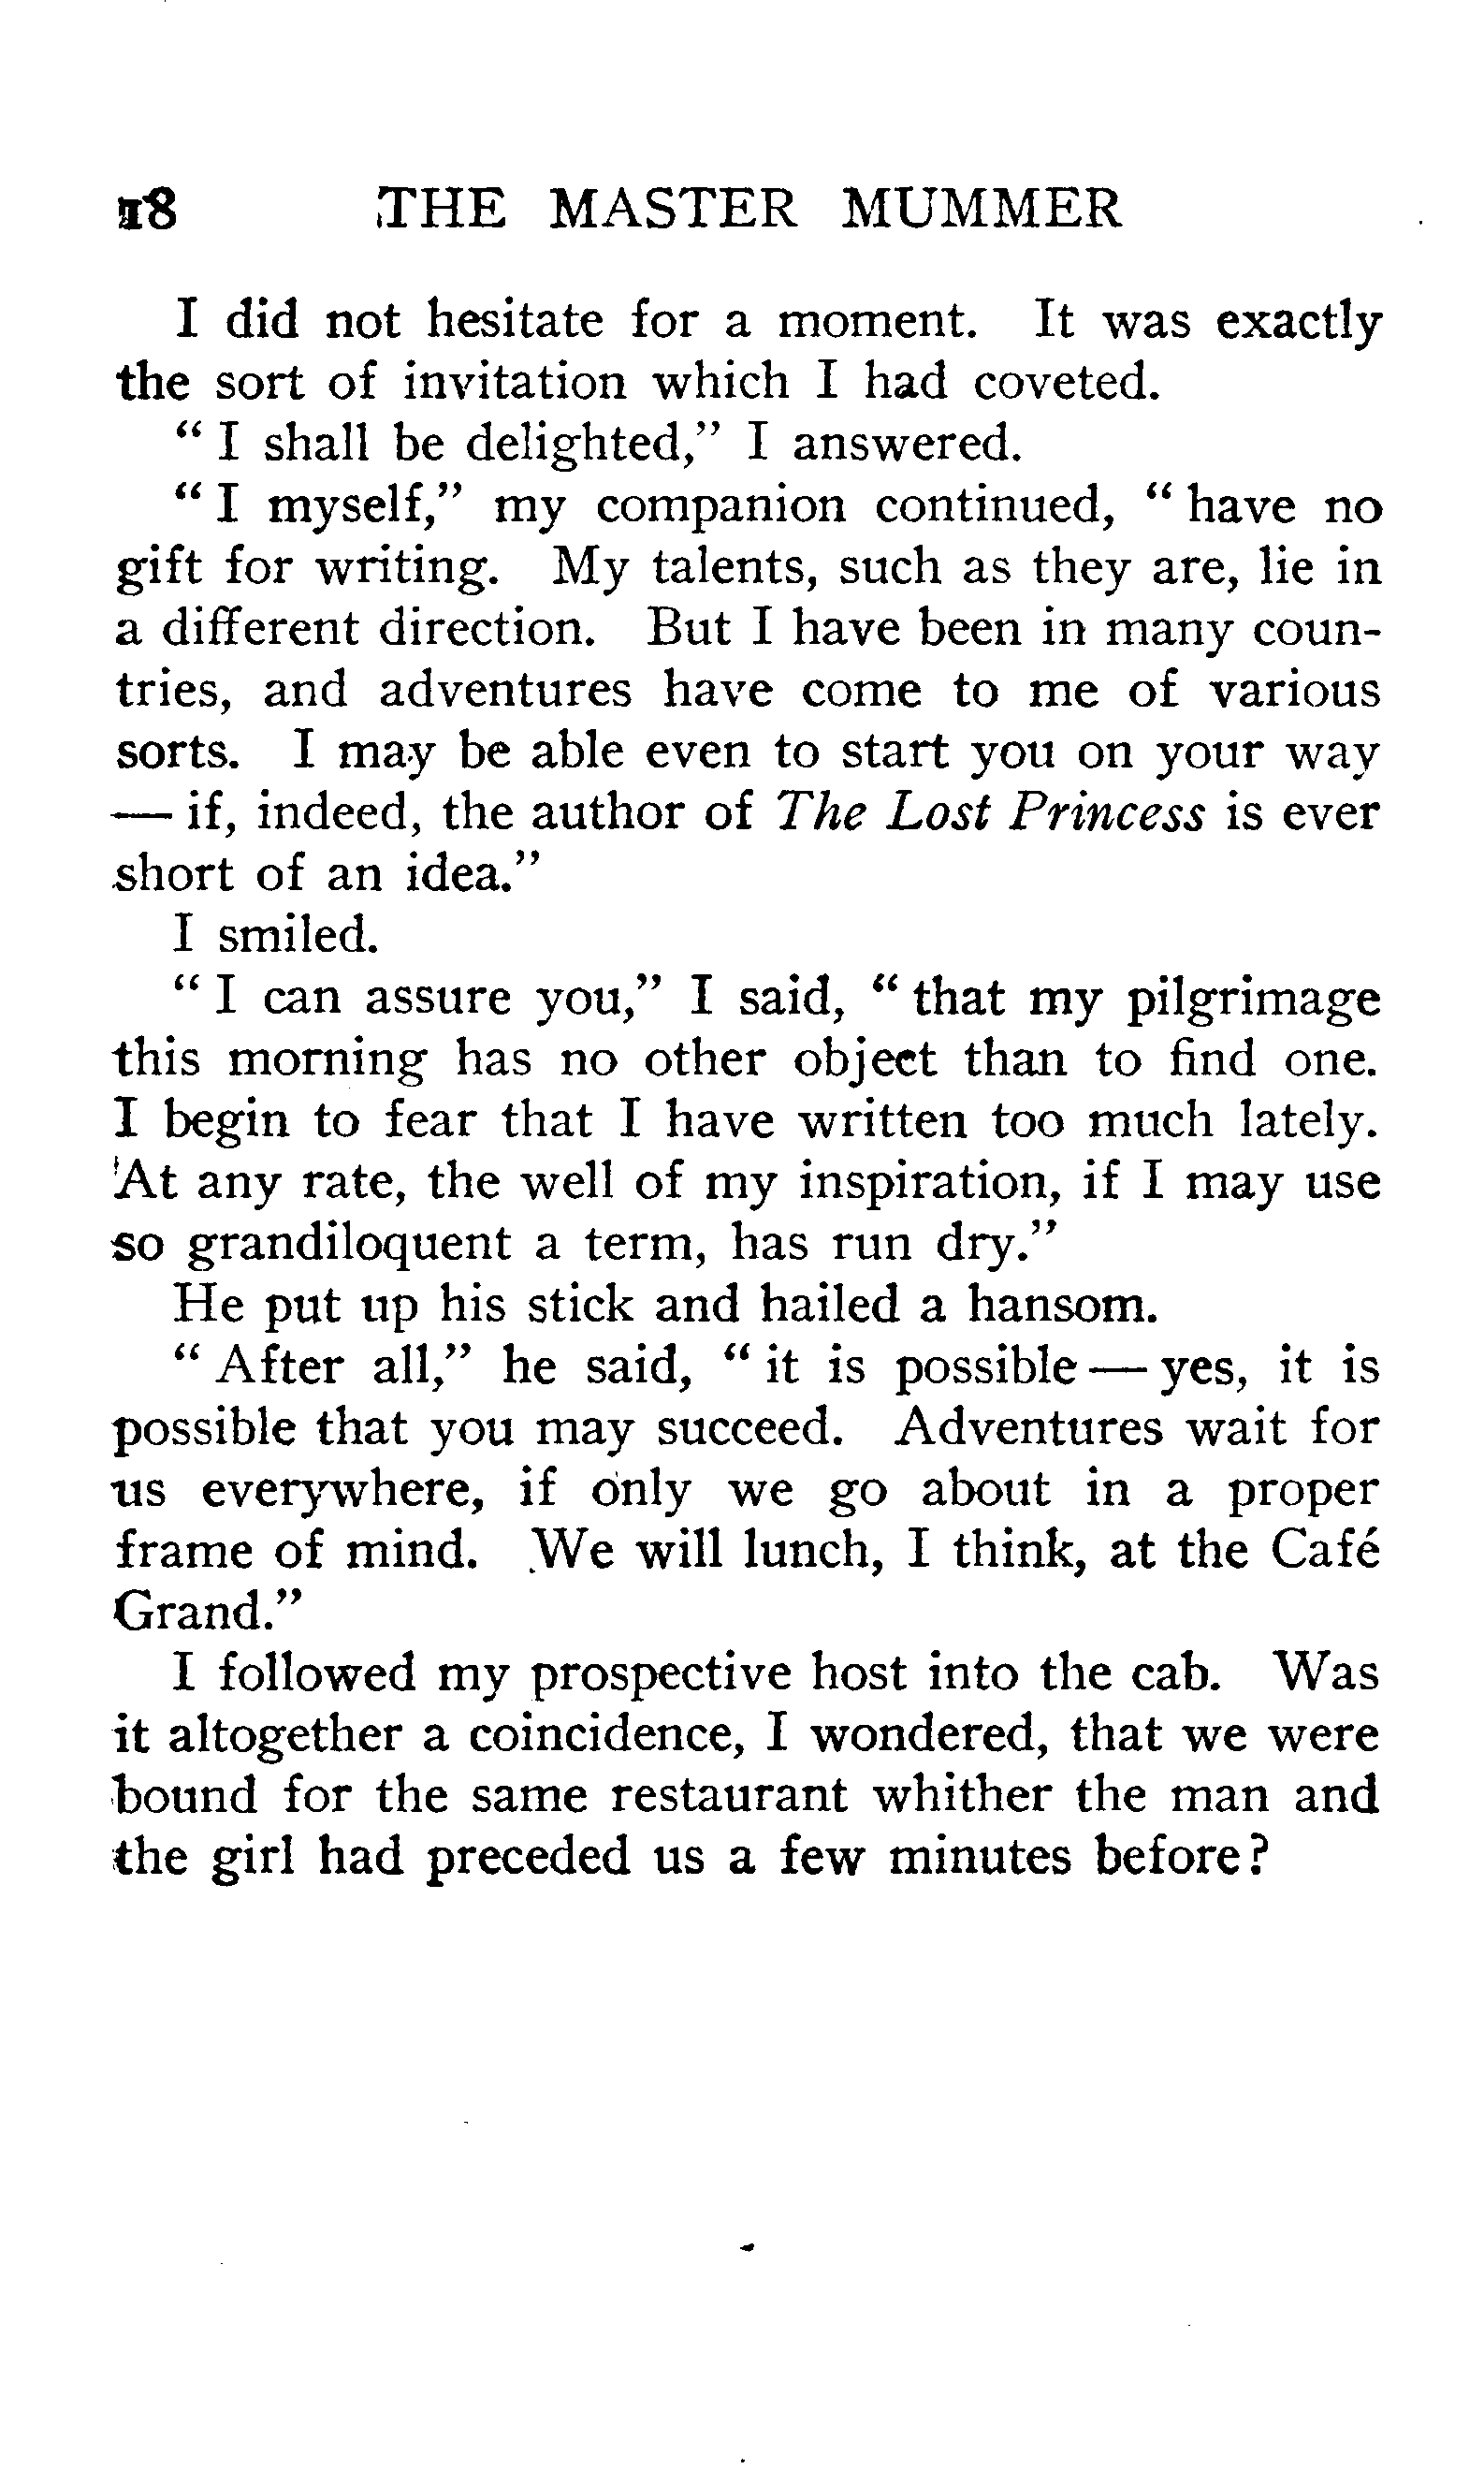 18 THE MASTER MUMMER
I did not hesitate for a moment. It was exactly
the sort of invitation which I had coveted.
“ I shall be delighted,” I answered.
“ I myself,” my companion continued, “ have no
gift for writing. My talents, such as they are, lie in
a different direction. But I have been in many coun-
tries, and adventures have come to me of various
sorts. I may be able even to start you on your way
— if, indeed, the author of The Lost Princess is ever
short of an idea.”
I smiled.
“ I can assure you,” I said, “ that my pilgrimage
this morning has no other object than to find one.
I begin to fear that I have written too much lately.
At any rate, the well of my inspiration, if I may use
so grandiloquent a term, has run dry.”
He put up his stick and hailed a hansom.
“ After all,” he said, “ it is possible — yes, it is
possible that you may succeed. Adventures wait for
us everywhere, if only we go about in a proper
frame of mind. We will lunch, I think, at the Café
Grand.”
I followed my prospective host into the cab. Was
it altogether a coincidence, I wondered, that we were
bound for the same restaurant whither the man and
the girl had preceded us a few minutes before?